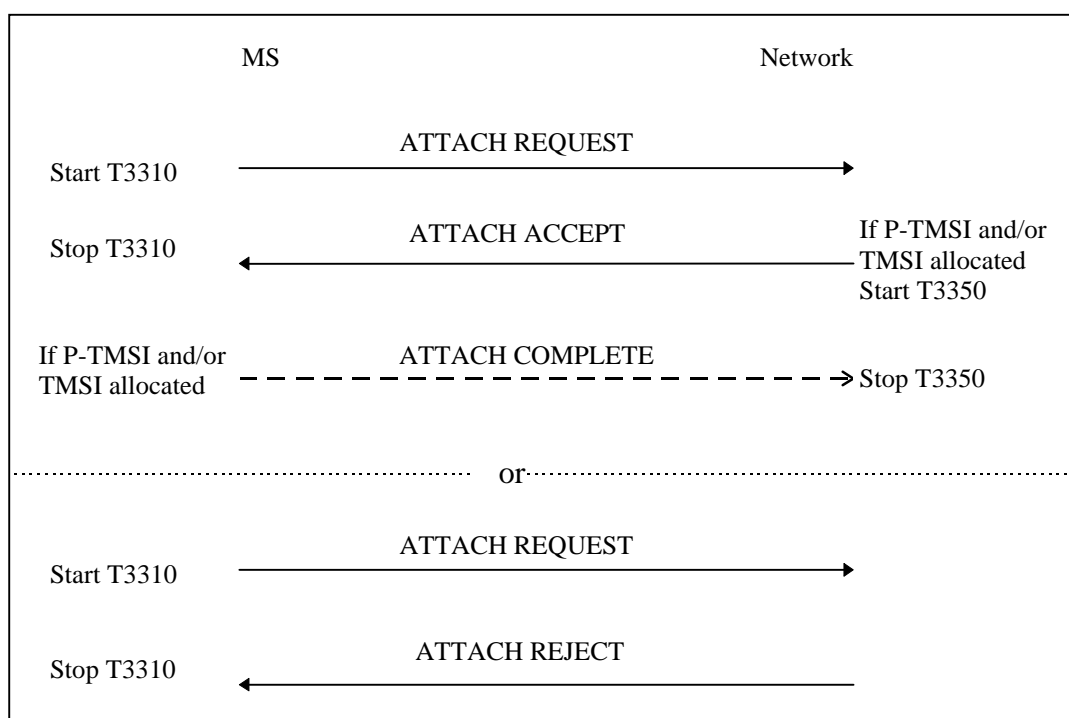 MS Network
ATTACH REQUEST
Start T3310
ATTACH ACCEPT
Stop T3310
If P-TMSI and/or
TMSI allocated
Start T3350
If P-TMSI and/or
TMSI allocated
ATTACH COMPLETE
Stop T3350
or
ATTACH REQUEST
Start T3310
ATTACH REJECT
Stop T3310